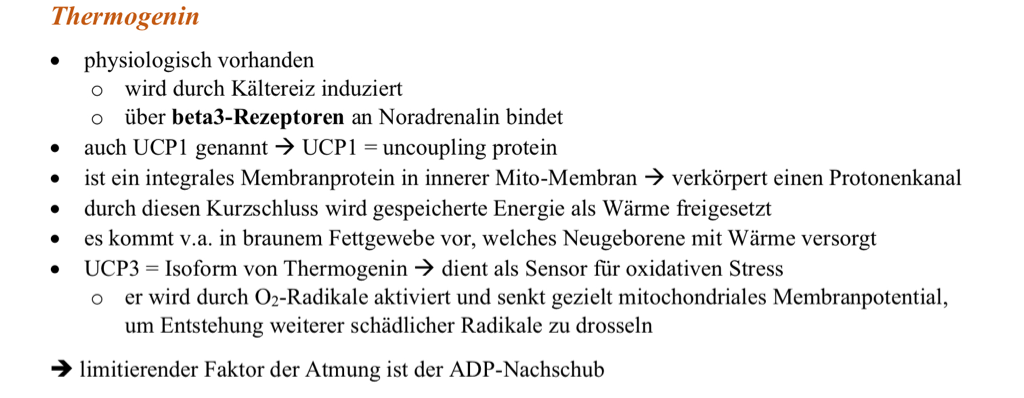 Thermogenin
• physiologisch vorhanden
o wird durch Kältereiz induziert
o über beta3-Rezeptoren an Noradrenalin bindet
• auch UCP1 genannt → UCP1 = uncoupling protein
• ist ein integrales Membranprotein in innerer Mito-Membran → verkörpert einen Protonenkanal
• durch diesen Kurzschluss wird gespeicherte Energie als Wärme freigesetzt
• es kommt v.a. in braunem Fettgewebe vor, welches Neugeborene mit Wärme versorgt
• UCP3 = Isoform von Thermogenin → dient als Sensor für oxidativen Stress
o er wird durch O₂-Radikale aktiviert und senkt gezielt mitochondriales Membranpotential,
um Entstehung weiterer schädlicher Radikale zu drosseln
→ limitierender Faktor der Atmung ist der ADP-Nachschub